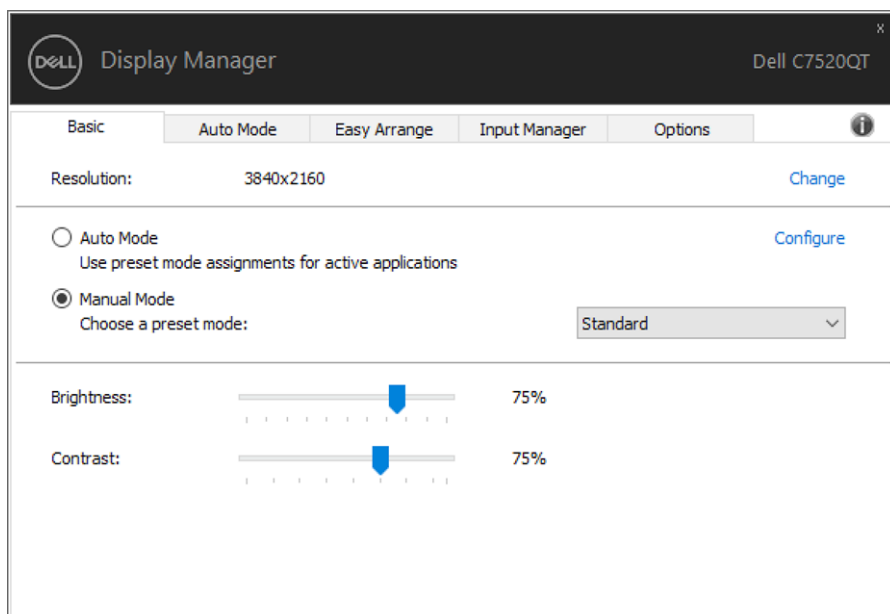 x
DELL Display Manager Dell C7520QT
Basic Auto Mode Easy Arrange Input Manager Options i
Resolution: 3840x2160 Change
Auto Mode Configure
Use preset mode assignments for active applications
Manual Mode
Choose a preset mode: Standard
Brightness: 75%
Contrast: 75%